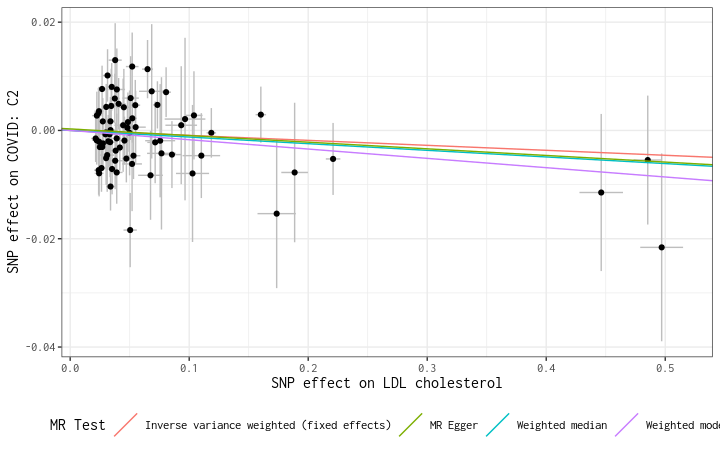 0.02
0.00
-0.02
-0.04
SNP effect on COVID: C2
0.0 0.1 0.2 0.3 0.4 0.5
SNP effect on LDL cholesterol
MR Test Inverse variance weighted (fixed effects) MR Egger Weighted median Weighted mode